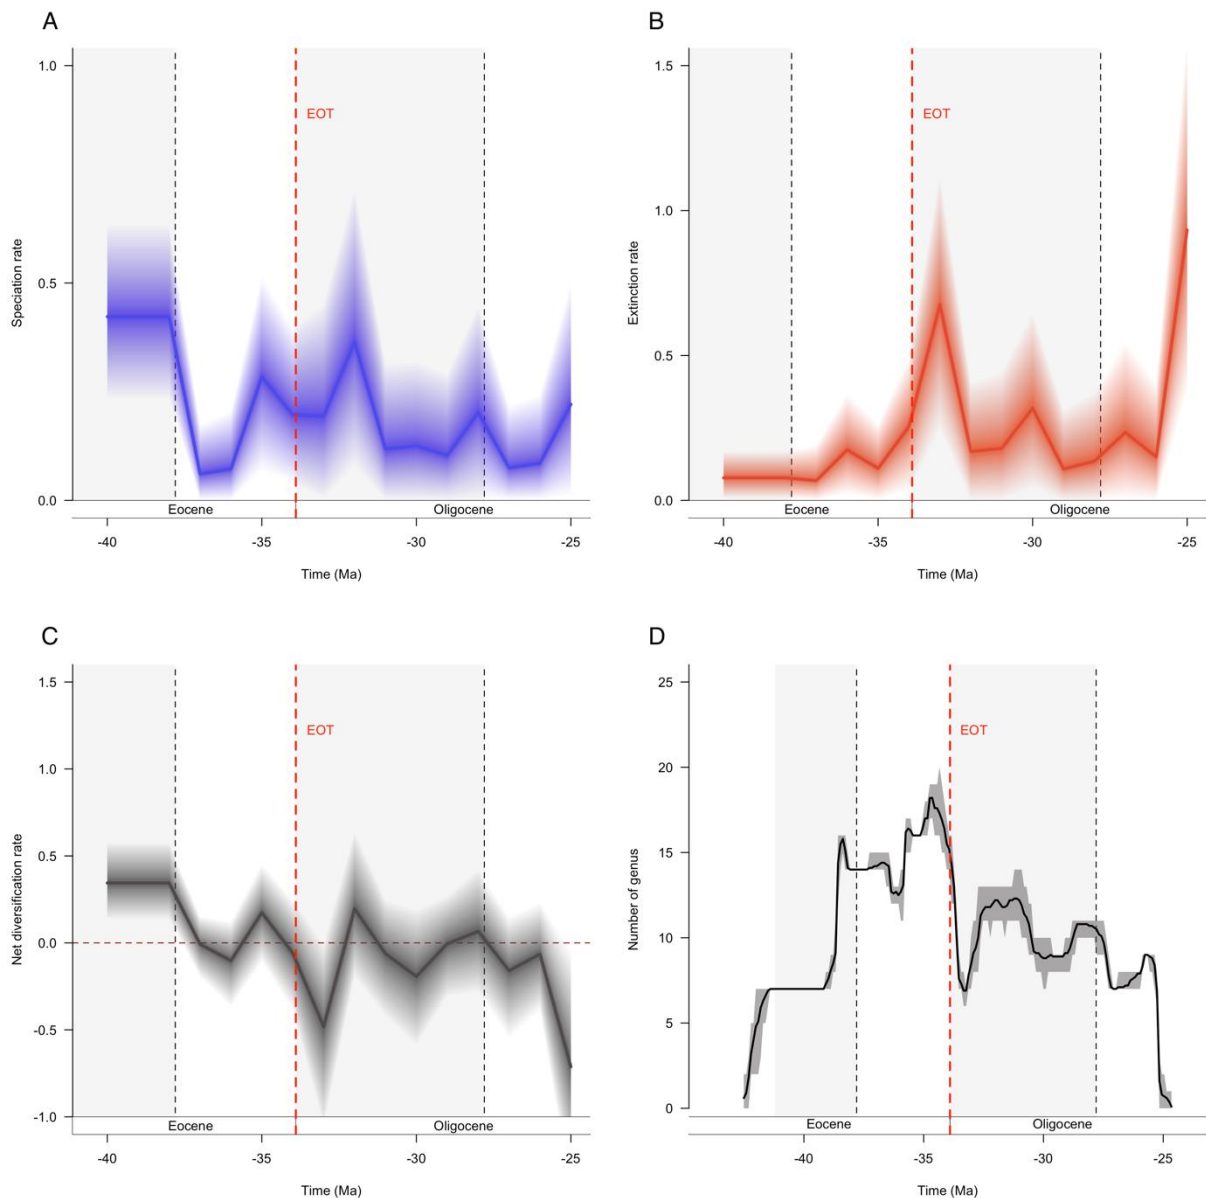 A
1.0
0.5
0.0
Speciation rate
EOT
Eocene
Oligocene
-40
-35
-30
-25
Time (Ma)
B
1.5
1.0
0.5
0.0
Extinction rate
EOT
Eocene
Oligocene
-40
-35
-30
-25
Time (Ma)
C
1.5
1.0
0.5
0.0
-0.5
-1.0
Net diversification rate
EOT
Eocene
Oligocene
-40
-35
-30
-25
Time (Ma)
D
25
20
15
10
5
0
Number of genus
EOT
Eocene
Oligocene
-40
-35
-30
-25
Time (Ma)